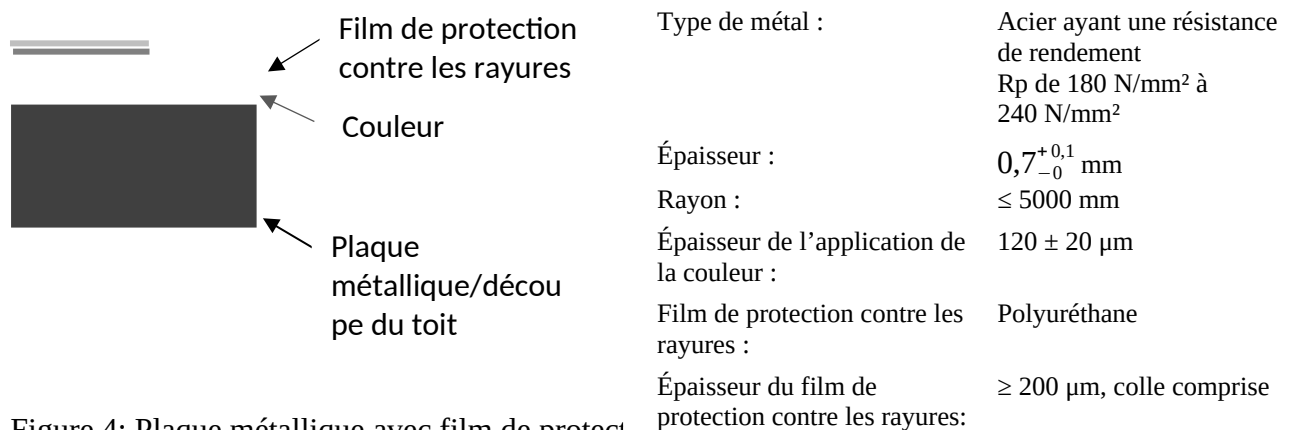 Film de protection
contre les rayures
Couleur
Plaque
métallique/décou
pe du toit
Figure 4: Plaque métallique avec film de protect
Type de métal :
Acier ayant une résistance
de rendement
Rp de 180 N/mm² à
240 N/mm²
Épaisseur :
0,7 +0,1 −0 mm
Rayon :
≤ 5000 mm
Épaisseur de l’application de
la couleur :
120 ± 20 μm
Film de protection contre les
rayures :
Polyuréthane
Épaisseur du film de
protection contre les rayures:
≥ 200 μm, colle comprise